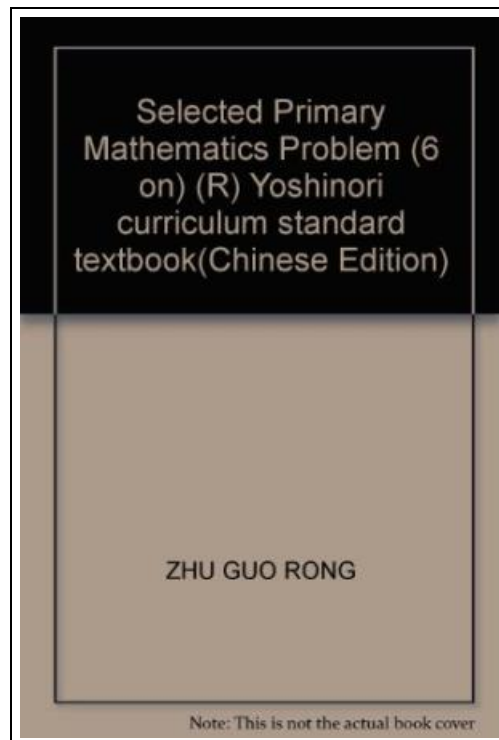 Selected Primary
Mathematics Problem (6
on) (R) Yoshinori
curriculum standard
textbook(Chinese Edition)
ZHU GUO RONG
Note: This is not the actual book cover